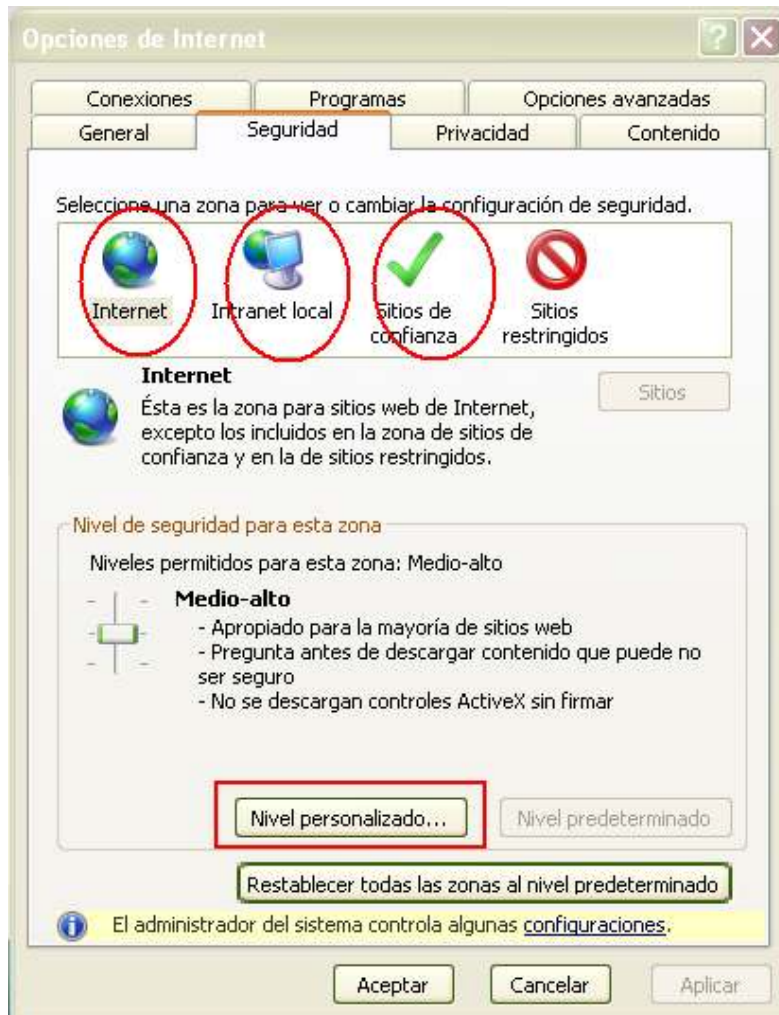 Opciones de Internet
Conexiones Programas Opciones avanzadas
General Seguridad Privacidad Contenido
Seleccione una zona para ver o cambiar la configuración de seguridad.
Internet Intranet local Sitios de confianza Sitios restringidos
Internet
Sitios
Ésta es la zona para sitios web de Internet,
excepto los incluidos en la zona de sitios de
confianza y en la de sitios restringidos.
Nivel de seguridad para esta zona
Niveles permitidos para esta zona: Medio-alto
Medio-alto
- Apropiado para la mayoría de sitios web
- Pregunta antes de descargar contenido que puede no
ser seguro
- No se descargan controles ActiveX sin firmar
Nivel personalizado... Nivel predeterminado
Restablecer todas las zonas al nivel predeterminado
El administrador del sistema controla algunas configuraciones.
Aceptar Cancelar Aplicar